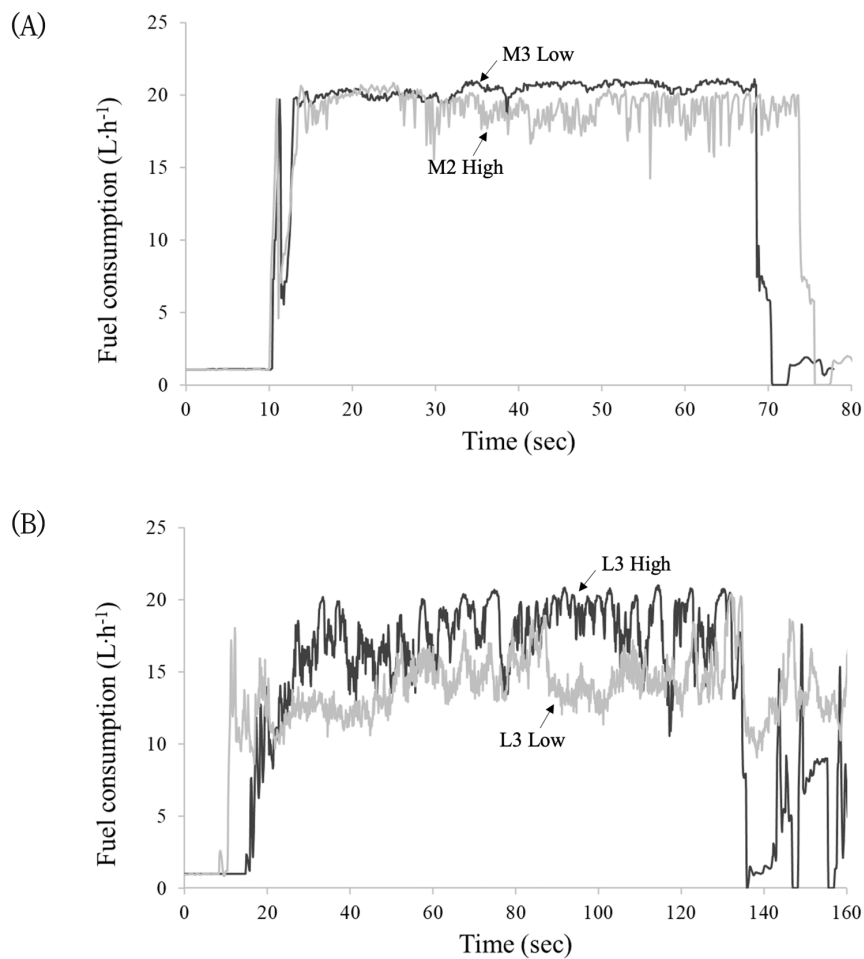 (A)
25
20
15
10
5
0
Fuel consumption (L·h-1)
M3 Low
M2 High
0 10 20 30 40 50 60 70 80
Time (sec)
(B)
25
20
15
10
5
0
Fuel consumption (L·h-1)
L3 High
L3 Low
0 20 40 60 80 100 120 140 160
Time (sec)